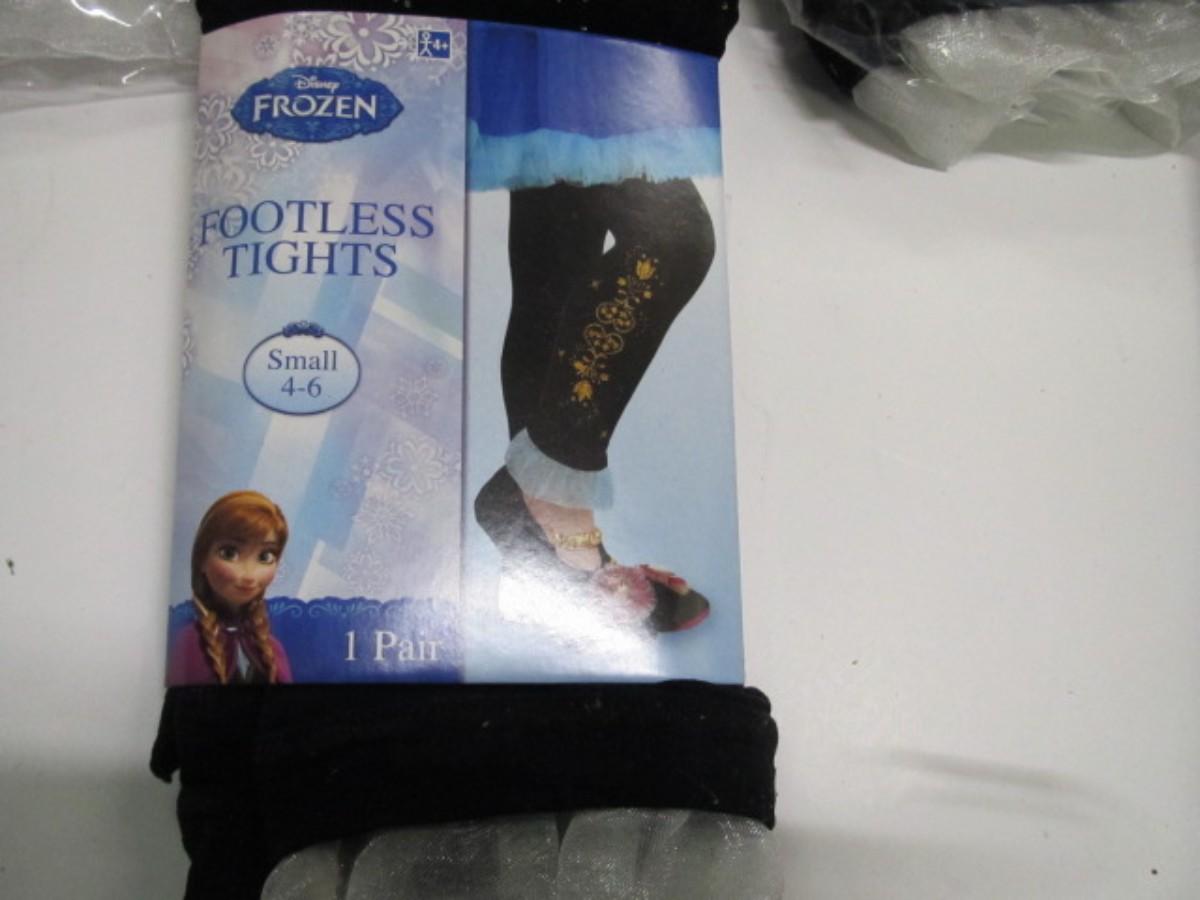 4+
Disney
FROZEN
FOOTLESS
TIGHTS
Small
4-6
1 Pair